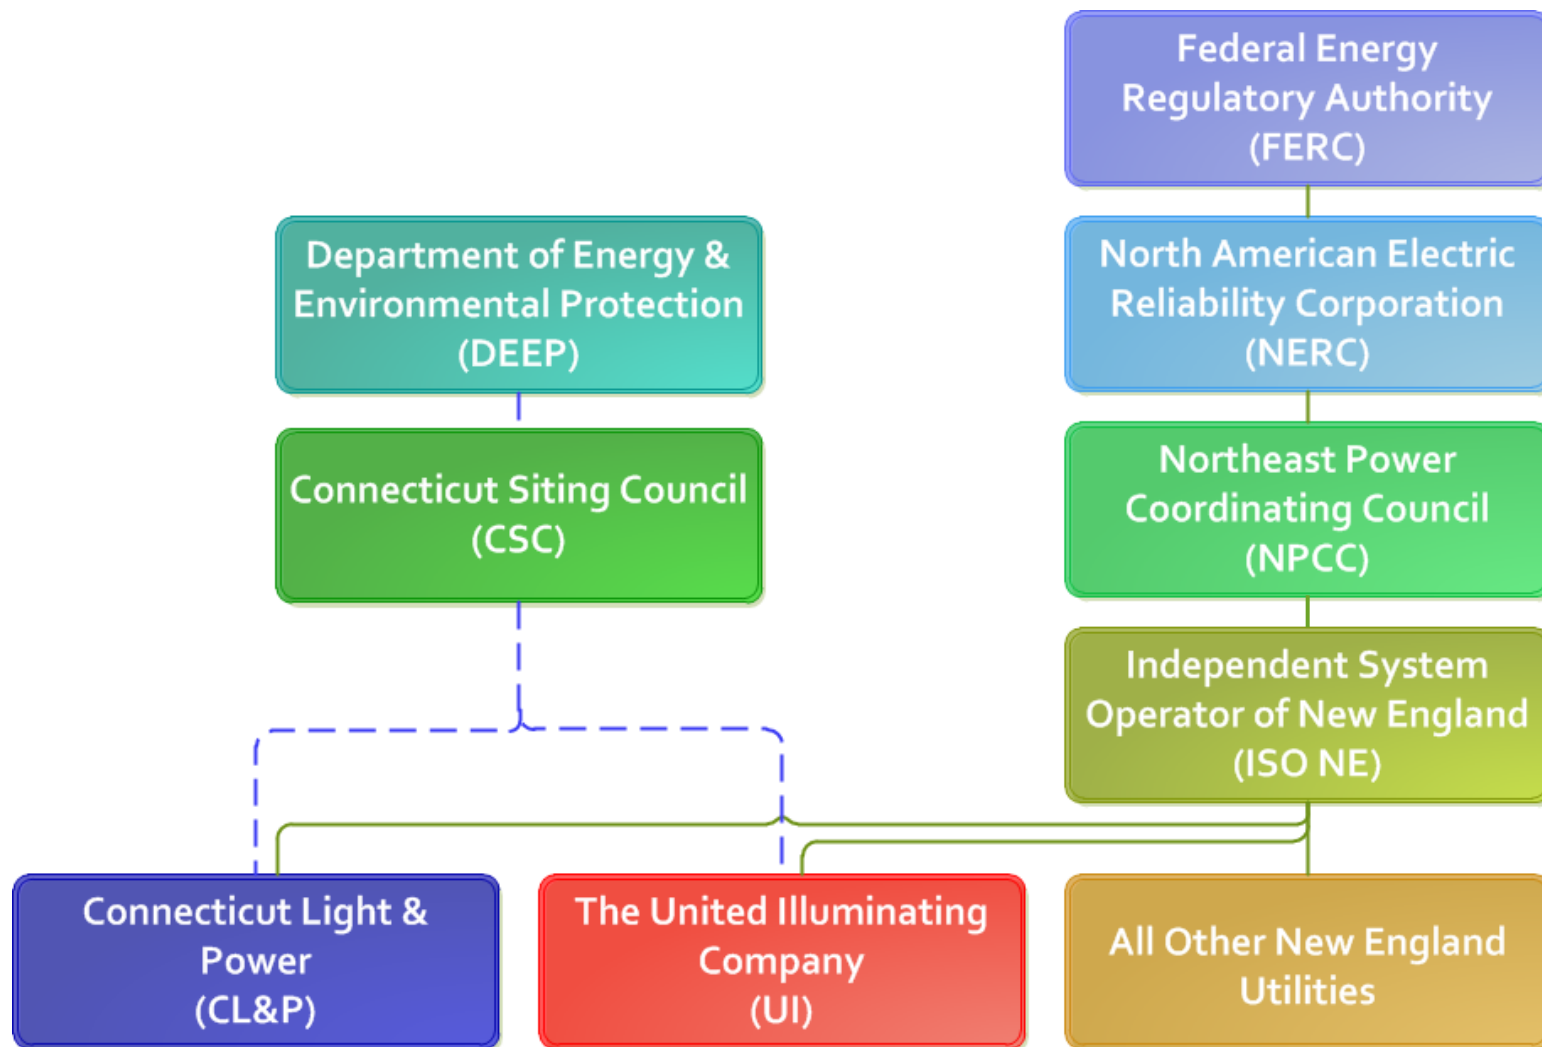 Federal Energy
Regulatory Authority
(FERC)
Department of Energy &
Environmental Protection
(DEEP)
North American Electric
Reliability Corporation
(NERC)
Connecticut Siting Council
(CSC)
Northeast Power
Coordinating Council
(NPCC)
Independent System
Operator of New England
(ISO NE)
Connecticut Light &
Power
(CL&P)
The United Illuminating
Company
(UI)
All Other New England
Utilities